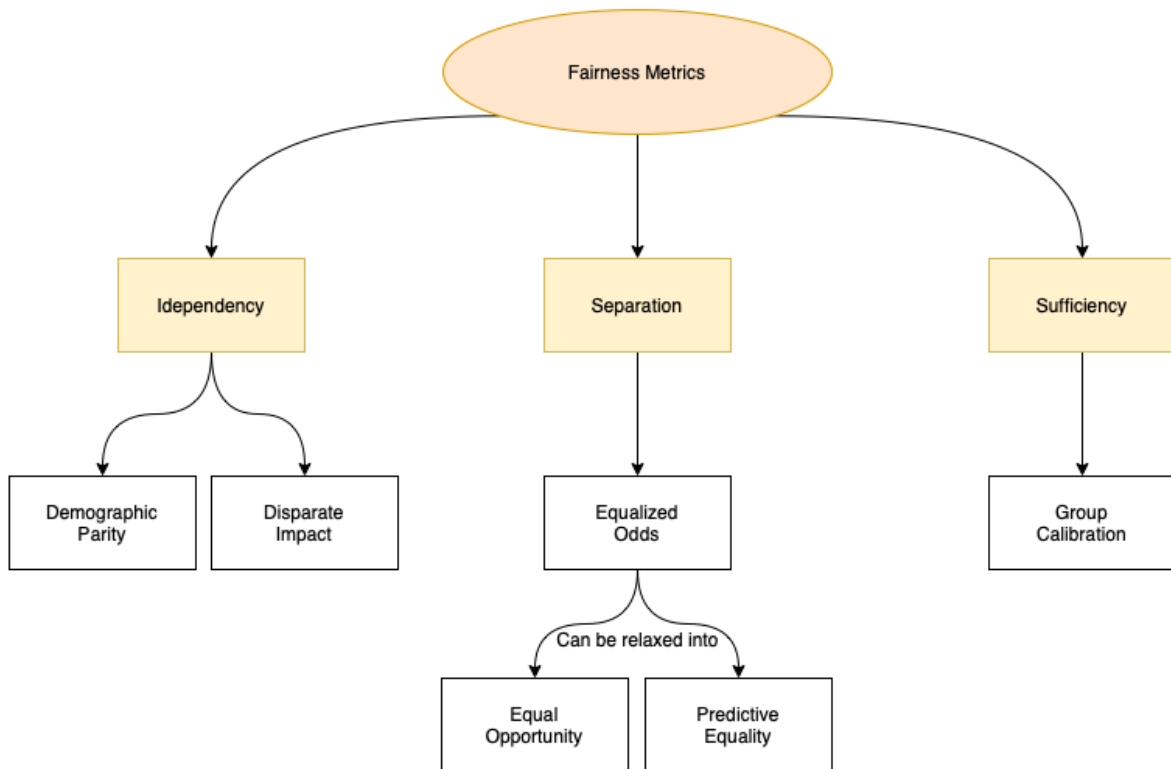 Fairness Metrics
Idependency
Separation
Sufficiency
Demographic
Parity
Disparate
Impact
Equalized
Odds
Group
Calibration
Can be relaxed into
Equal
Opportunity
Predictive
Equality